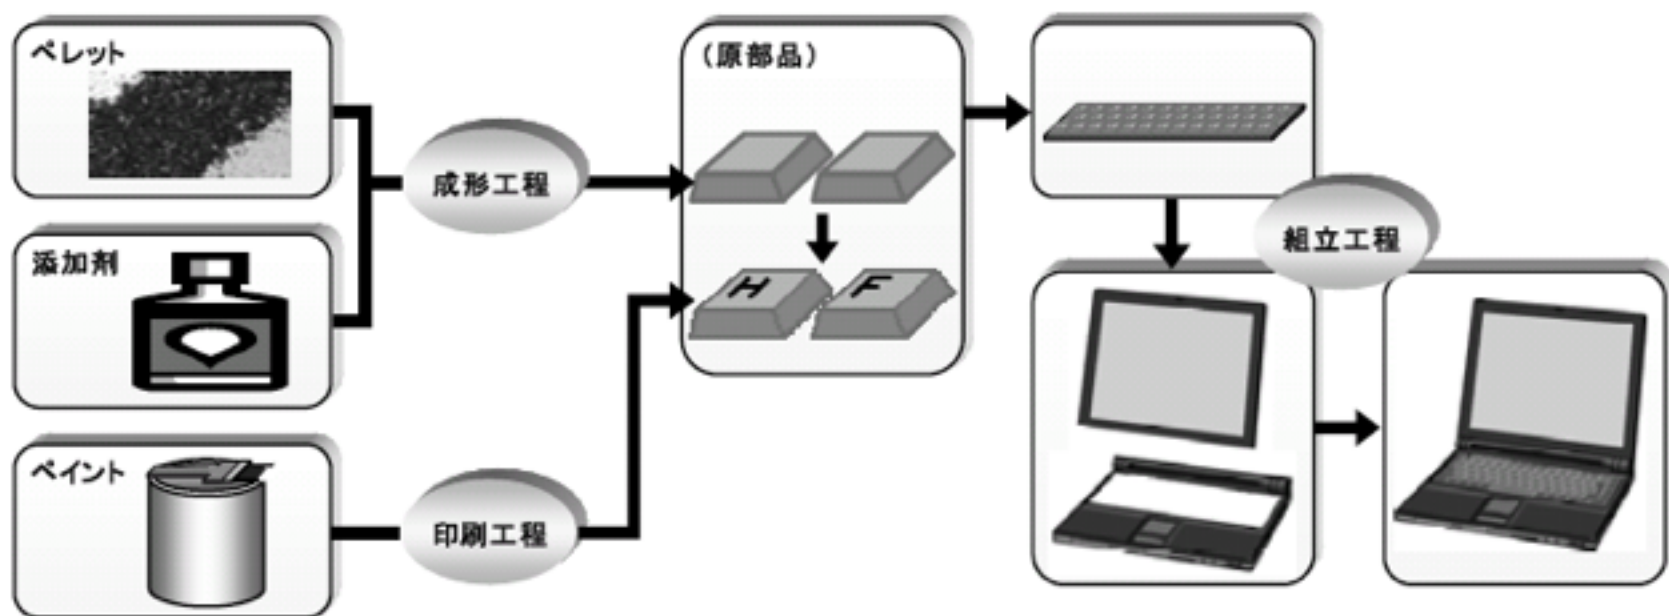 ペレット
添加剤
ペイント
成形工程
印刷工程
(原部品)
H
F
組立工程